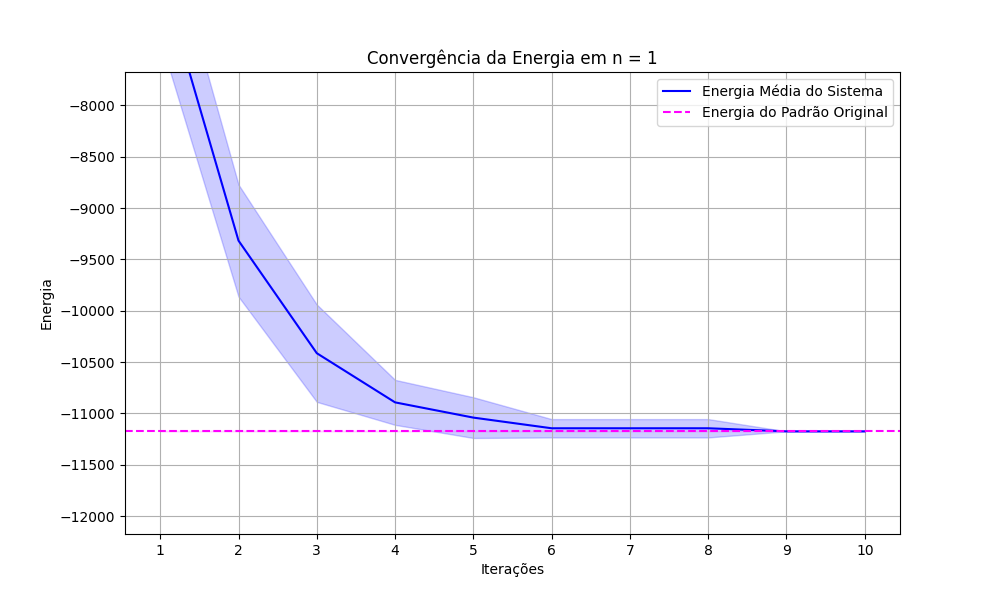 Convergência da Energia em n = 1
Energia Média do Sistema
Energia do Padrão Original
−8000
−8500
−9000
−9500
−10000
−10500
−11000
−11500
−12000
Energia
1 2 3 4 5 6 7 8 9 10
Iterações